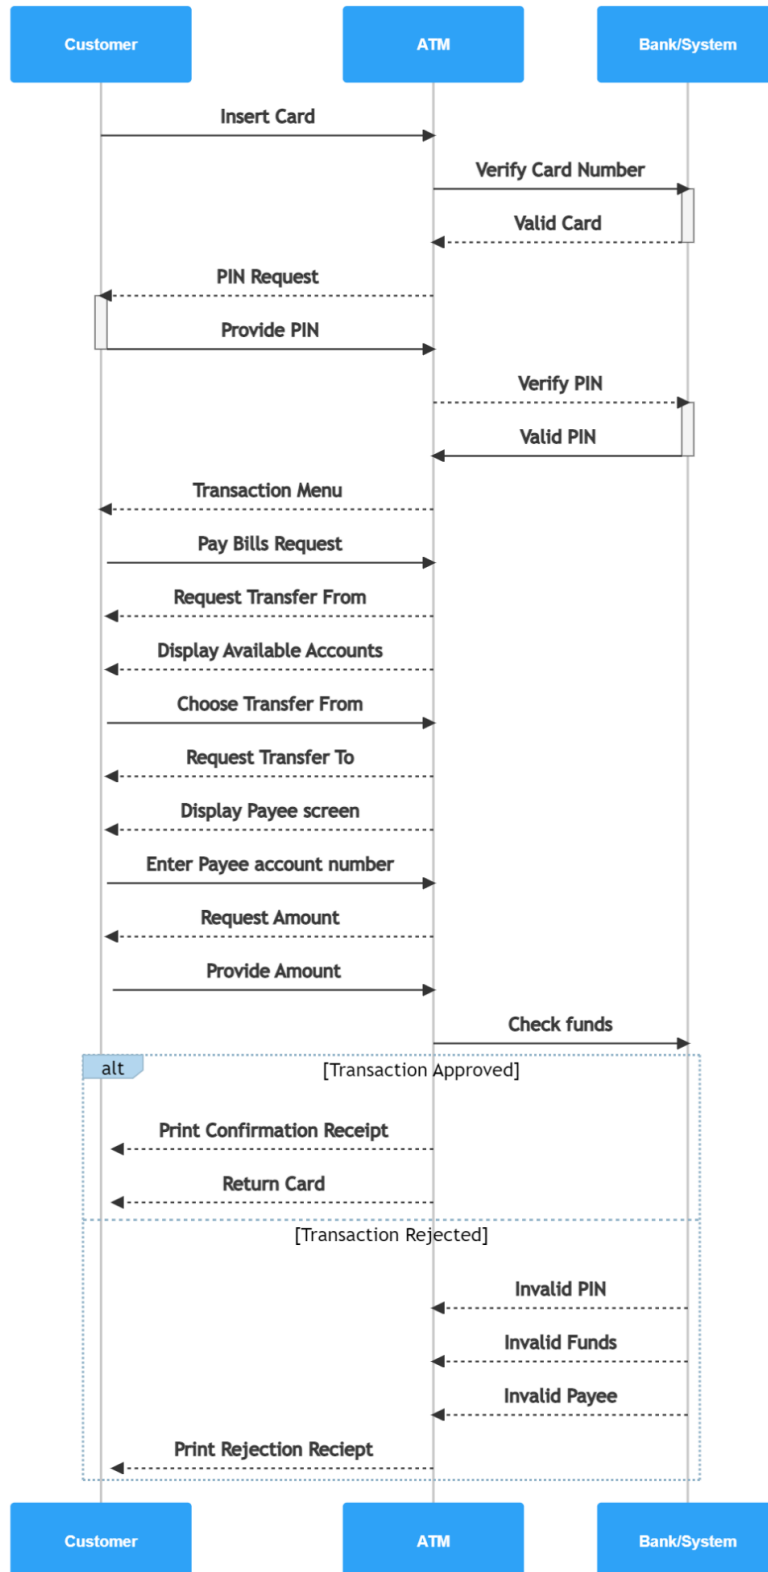 Customer ATM Bank/System
Insert Card
Verify Card Number
Valid Card
PIN Request
Provide PIN
Verify PIN
Valid PIN
Transaction Menu
Pay Bills Request
Request Transfer From
Display Available Accounts
Choose Transfer From
Request Transfer To
Display Payee screen
Enter Payee account number
Request Amount
Provide Amount
Check funds
alt [Transaction Approved]
Print Confirmation Receipt
Return Card
[Transaction Rejected]
Invalid PIN
Invalid Funds
Invalid Payee
Print Rejection Reciept
Customer ATM Bank/System